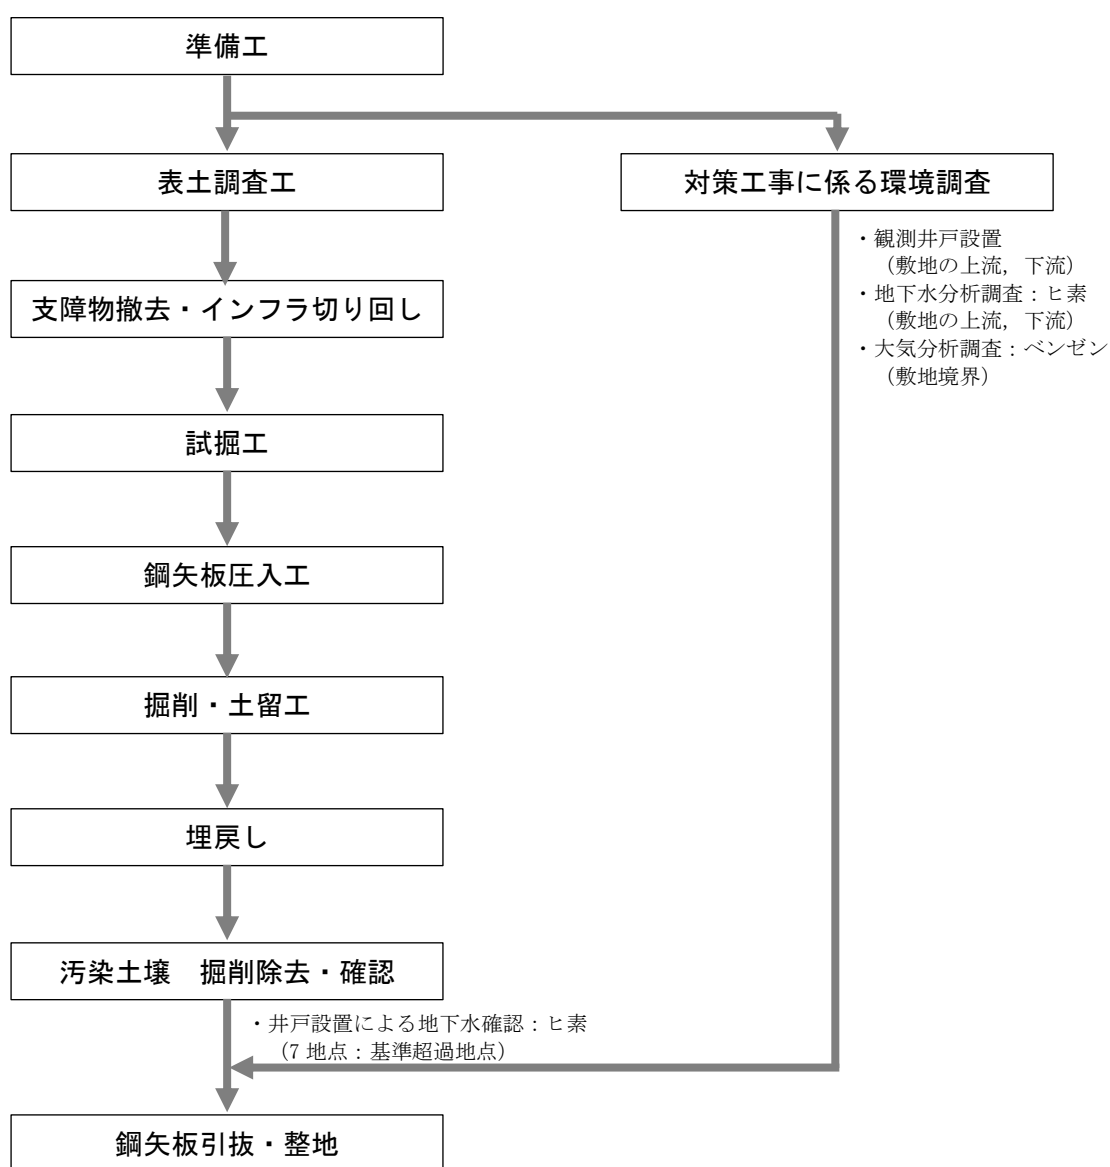 準備工
表土調査工
対策工事に係る環境調査
・観測井戸設置
（敷地の上流，下流）
・地下水分析調査：ヒ素
（敷地の上流，下流）
・大気分析調査：ベンゼン
（敷地境界）
支障物撤去・インフラ切り回し
試掘工
鋼矢板圧入工
掘削・土留工
埋戻し
汚染土壌　掘削除去・確認
・井戸設置による地下水確認：ヒ素
（7 地点：基準超過地点）
鋼矢板引抜・整地